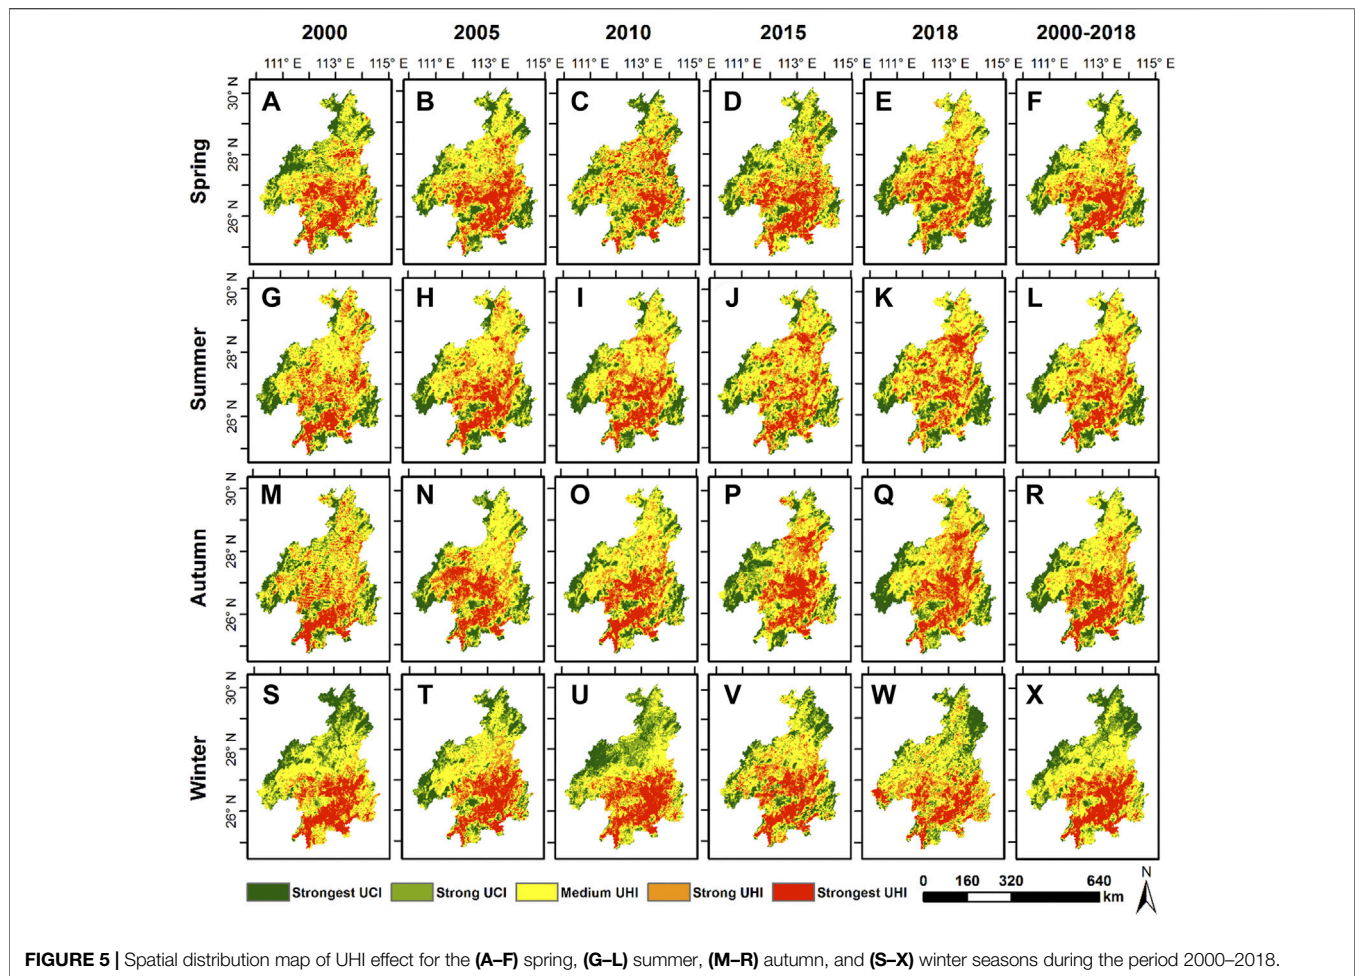 2000 2005 2010 2015 2018 2000-2018
111° E 113° E 115° E 111° E 113° E 115° E 111° E 113° E 115° E 111° E 113° E 115° E 111° E 113° E 115° E 111° E 113° E 115° E
Spring
30° N
28° N
26° N
A B C D E F
Summer
30° N
28° N
26° N
G H I J K L
Autumn
30° N
28° N
26° N
M N O P Q R
Winter
30° N
28° N
26° N
S T U V W X
Strongest UCI Strong UCI Medium UHI Strong UHI Strongest UHI
0 160 320 640
km
N
FIGURE 5 | Spatial distribution map of UHI effect for the (A–F) spring, (G–L) summer, (M–R) autumn, and (S–X) winter seasons during the period 2000–2018.